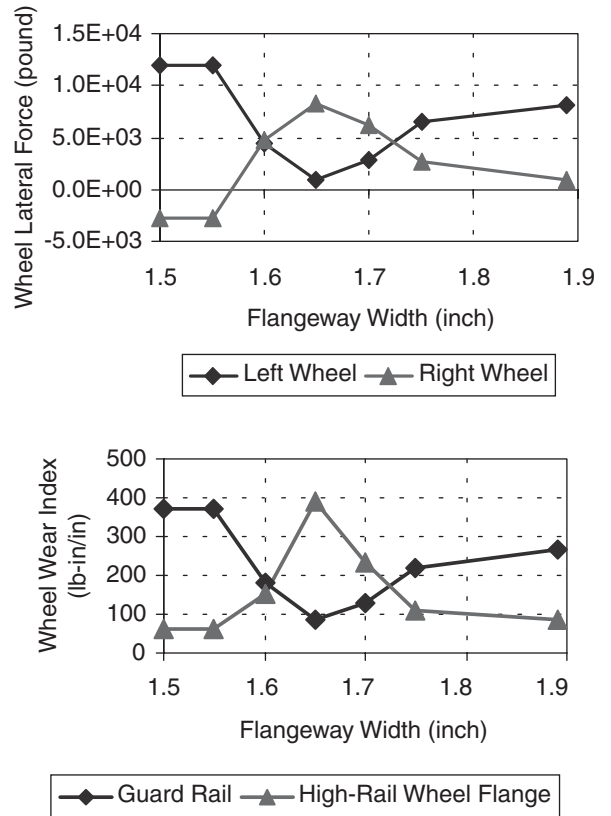 Wheel Lateral Force (pound)
1.5E+04
1.0E+04
5.0E+03
0.0E+00
-5.0E+03
1.5 1.6 1.7 1.8 1.9
Flangeway Width (inch)
Left Wheel Right Wheel
Wheel Wear Index
(lb-in/in)
500
400
300
200
100
0
1.5 1.6 1.7 1.8 1.9
Flangeway Width (inch)
Guard Rail High-Rail Wheel Flange